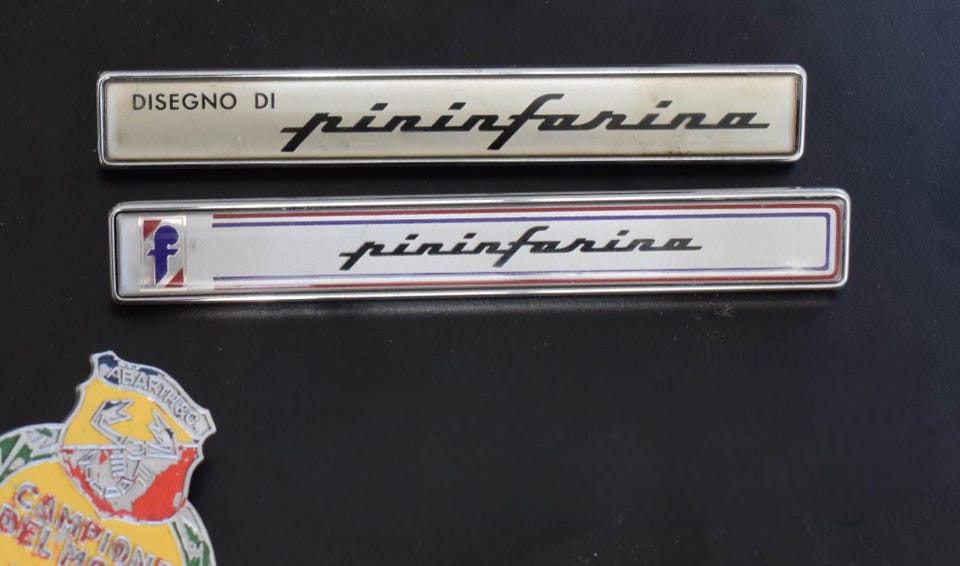 DISEGNO DI pininfarina
f pininfarina
ABARTH & C.
CAMPIONE
DEL MO